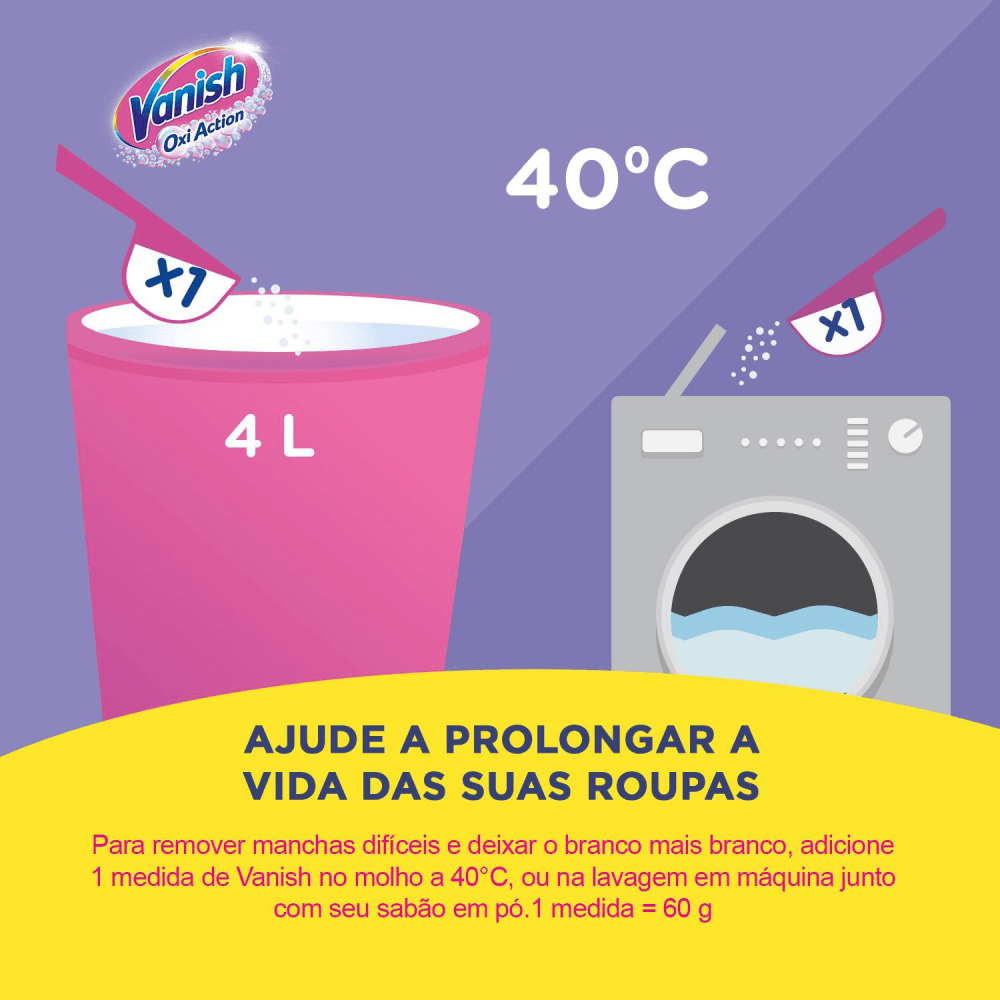 Vanish
Oxi Action
40°C
x1
x1
4 L
AJUDE A PROLONGAR A
VIDA DAS SUAS ROUPAS
Para remover manchas difíceis e deixar o branco mais branco, adicione
1 medida de Vanish no molho a 40°C, ou na lavagem em máquina junto
com seu sabão em pó.1 medida = 60 g